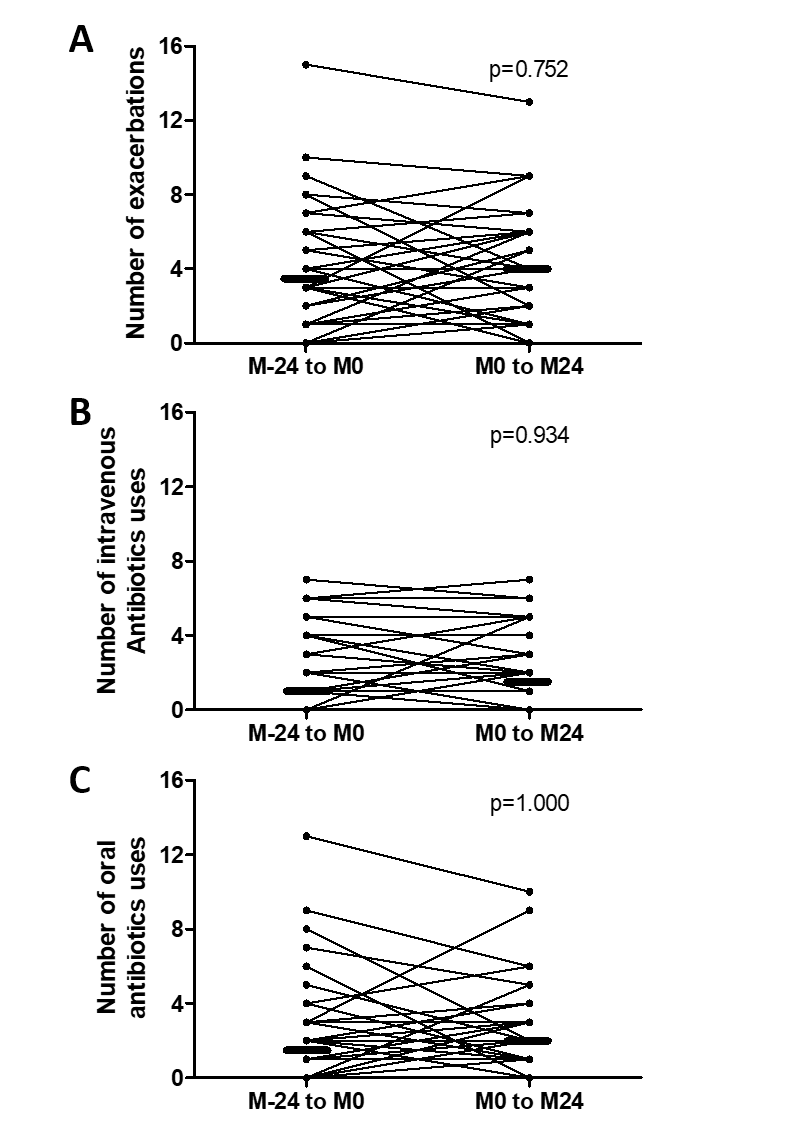 A
Number of exacerbations
16
12
8
4
0
p=0.752
M-24 to M0
M0 to M24
B
Number of intravenous
Antibiotics uses
16
12
8
4
0
p=0.934
M-24 to M0
M0 to M24
C
Number of oral
antibiotics uses
16
12
8
4
0
p=1.000
M-24 to M0
M0 to M24